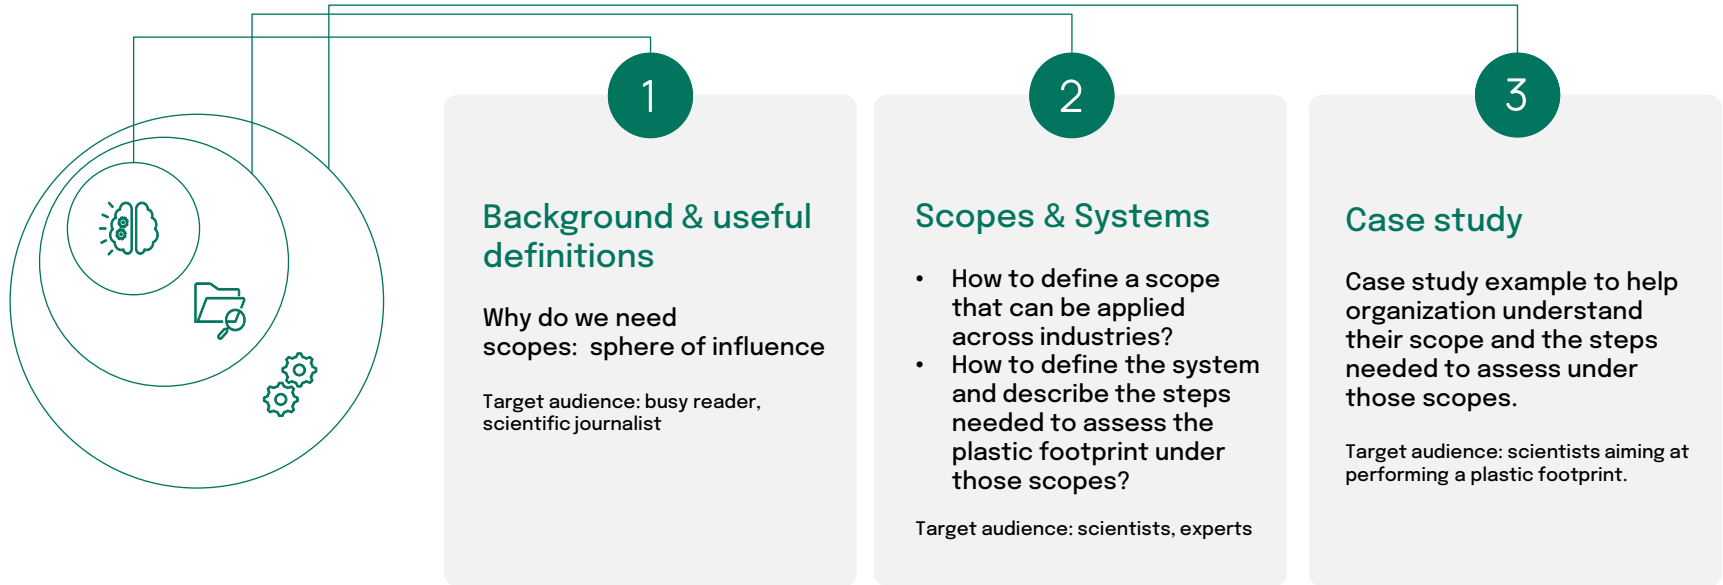 1
Background & useful
definitions
Why do we need
scopes: sphere of influence
Target audience: busy reader,
scientific journalist
2
Scopes & Systems
• How to define a scope
that can be applied
across industries?
• How to define the system
and describe the steps
needed to assess the
plastic footprint under
those scopes?
Target audience: scientists, experts
3
Case study
Case study example to help
organization understand
their scope and the steps
needed to assess under
those scopes.
Target audience: scientists aiming at
performing a plastic footprint.